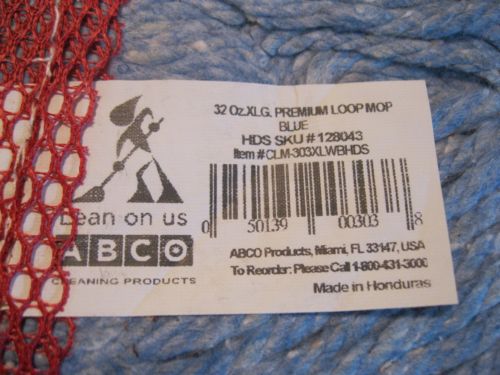 32 Oz.XLG. PREMIUM LOOP MOP
BLUE
HDS SKU # 128043
Item #CLM-303XLWBHDS
Lean on us
ABCO
CLEANING PRODUCTS
0 50139 00303 8
ABCO Products, Miami, FL 33147, USA
To Reorder: Please Call 1-800-431-3000
Made in Honduras